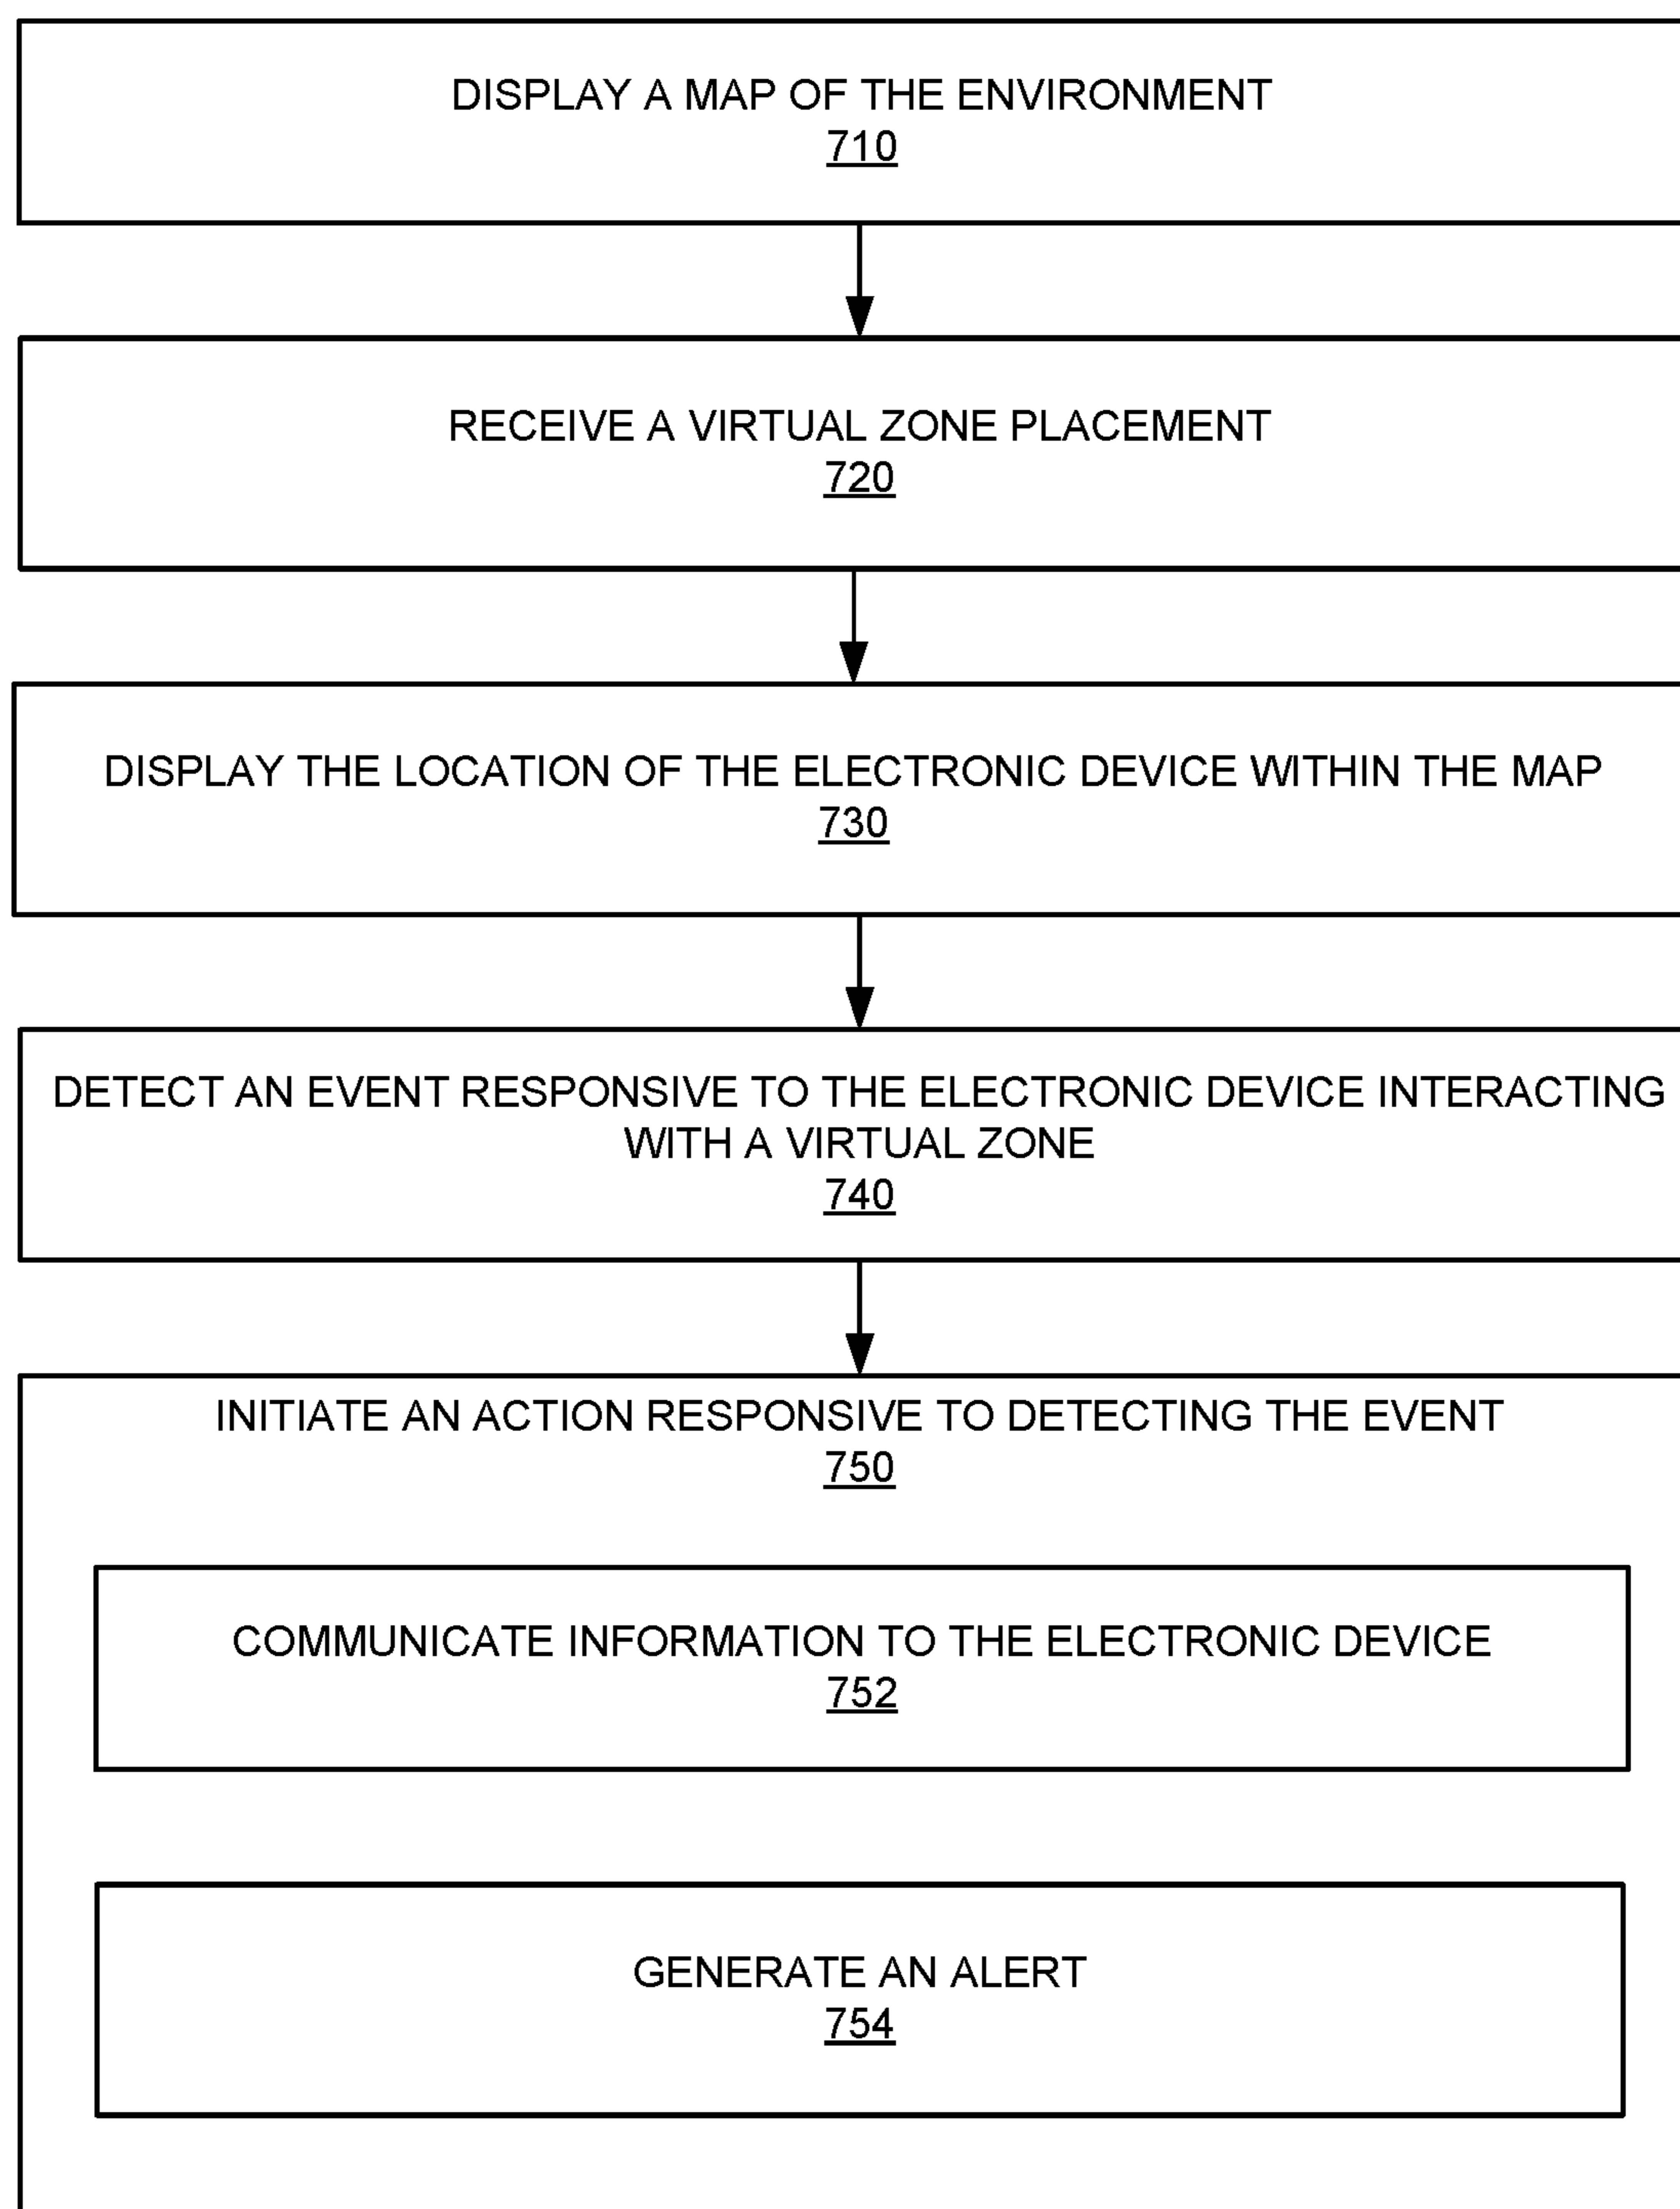 DISPLAY A MAP OF THE ENVIRONMENT
710
RECEIVE A VIRTUAL ZONE PLACEMENT
720
DISPLAY THE LOCATION OF THE ELECTRONIC DEVICE WITHIN THE MAP
730
DETECT AN EVENT RESPONSIVE TO THE ELECTRONIC DEVICE INTERACTING
WITH A VIRTUAL ZONE
740
INITIATE AN ACTION RESPONSIVE TO DETECTING THE EVENT
750
COMMUNICATE INFORMATION TO THE ELECTRONIC DEVICE
752
GENERATE AN ALERT
754